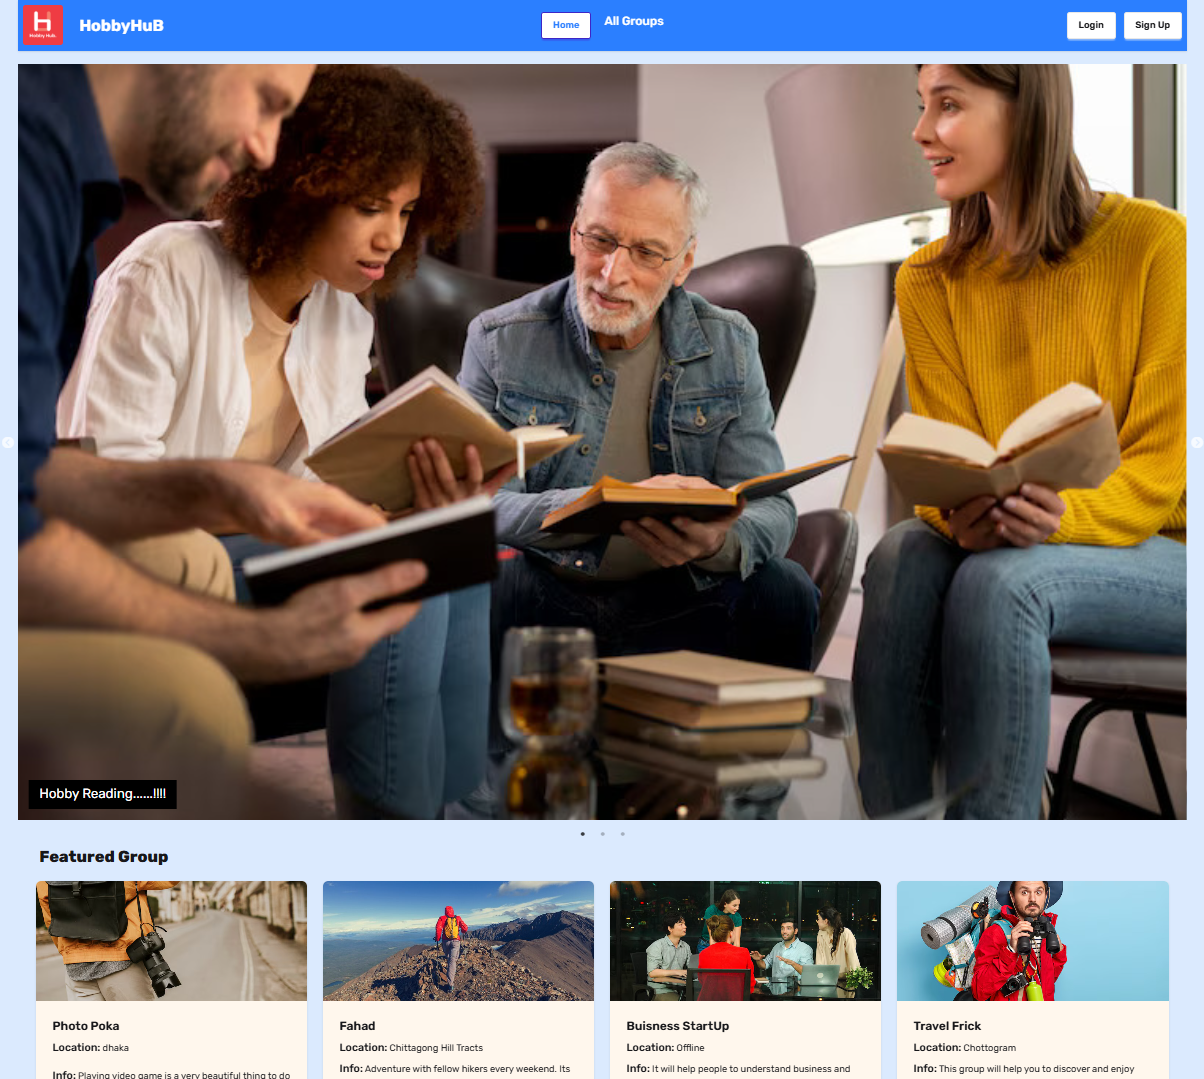 Hobby Hub.
HobbyHuB
Home
All Groups
Login
Sign Up
Hobby Reading......!!!!
Featured Group
Photo Poka
Location: dhaka
Info: Playing video game is a very beautiful thing to do
Fahad
Location: Chittagong Hill Tracts
Info: Adventure with fellow hikers every weekend. Its
Buisness StartUp
Location: Offline
Info: It will help people to understand business and
Travel Frick
Location: Chottogram
Info: This group will help you to discover and enjoy